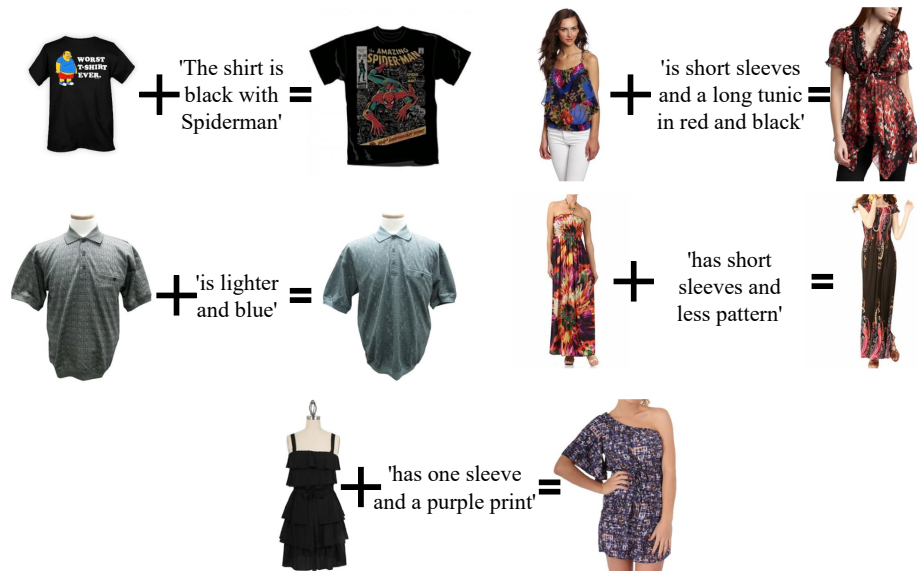 WORST
T-SHIRT
EVER.
+
'The shirt is
black with
Spiderman'
=
THE AMAZING
SPIDER-MAN
+
'is short sleeves
and a long tunic
in red and black'
=
+
'is lighter
and blue'
=
+
'has short
sleeves and
less pattern'
=
+
'has one sleeve
and a purple print'
=